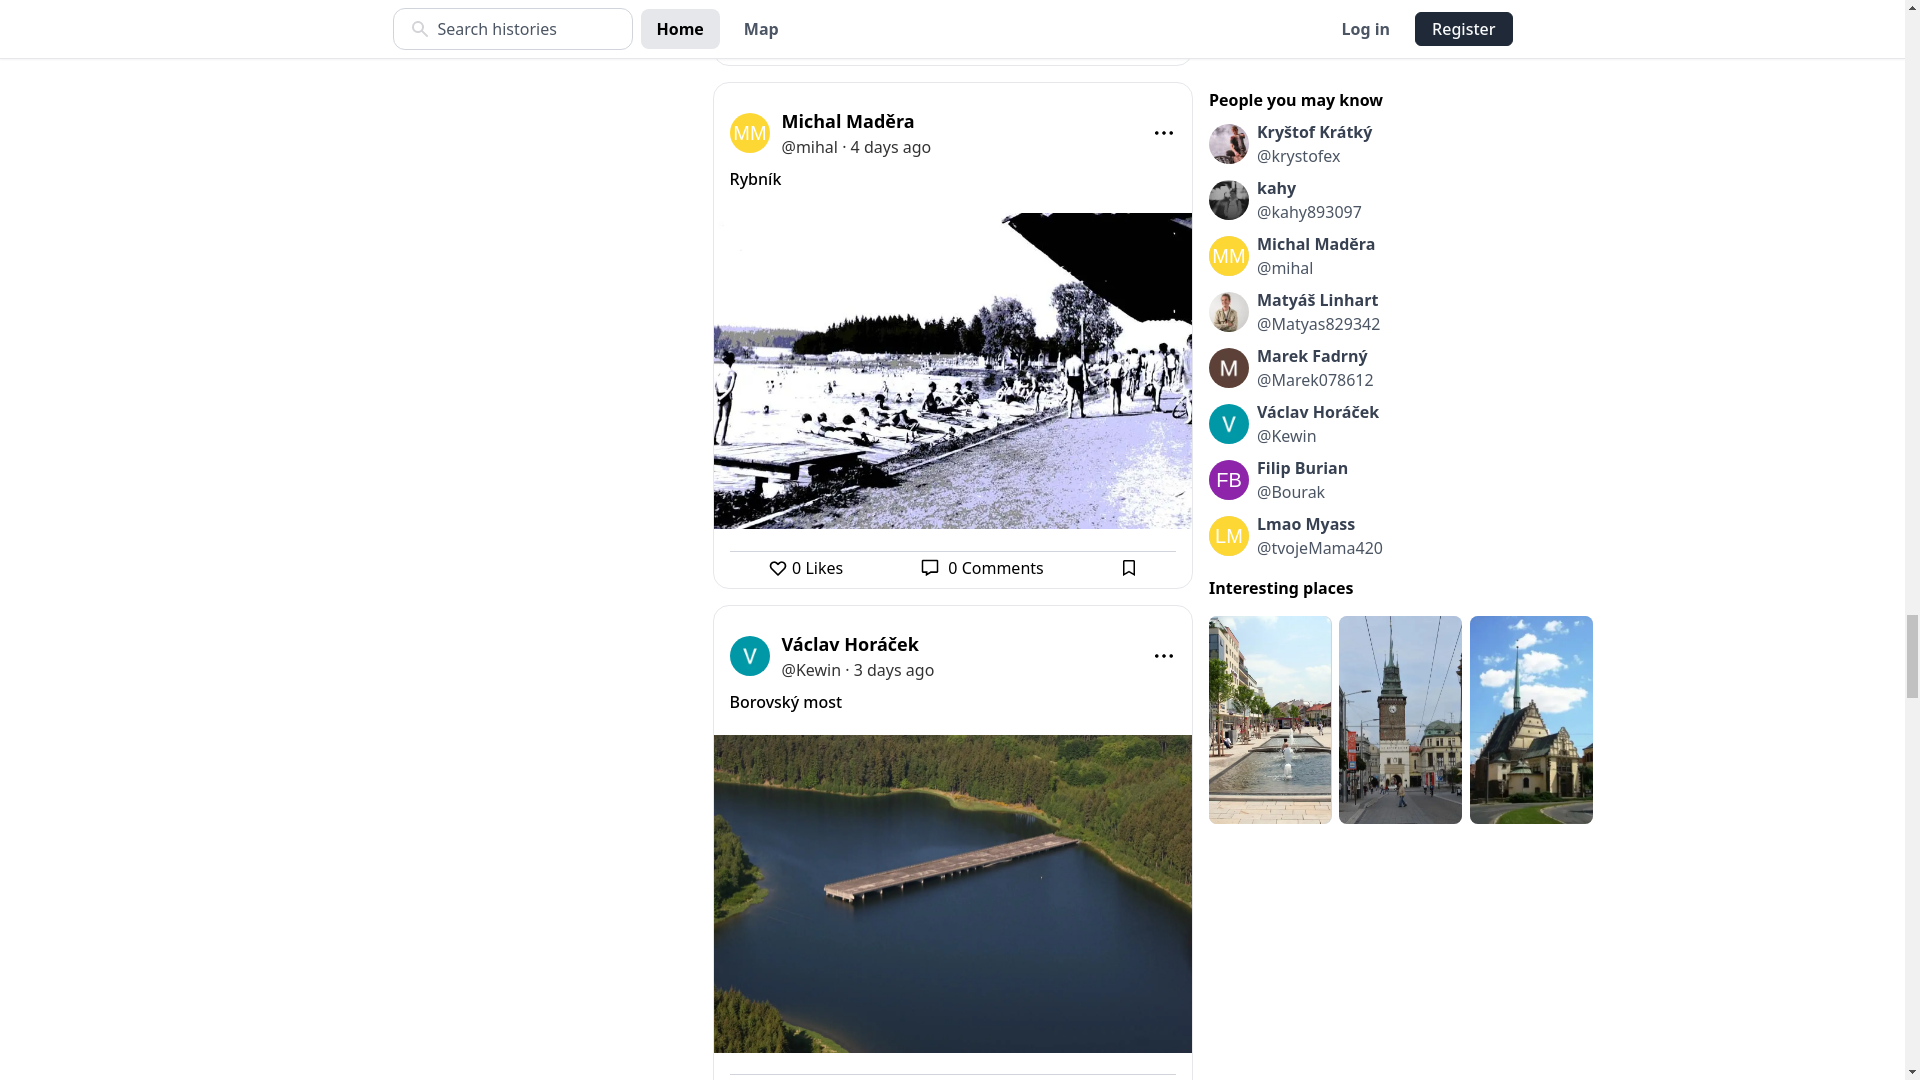 Search histories
Home
Map
Log in
Register
MM
Michal Maděra
@mihal · 4 days ago
Rybník
0 Likes
0 Comments
V
Václav Horáček
@Kewin · 3 days ago
Borovský most
People you may know
Kryštof Krátký
@krystofex
kahy
@kahy893097
MM
Michal Maděra
@mihal
Matyáš Linhart
@Matyas829342
M
Marek Fadrný
@Marek078612
V
Václav Horáček
@Kewin
FB
Filip Burian
@Bourak
LM
Lmao Myass
@tvojeMama420
Interesting places